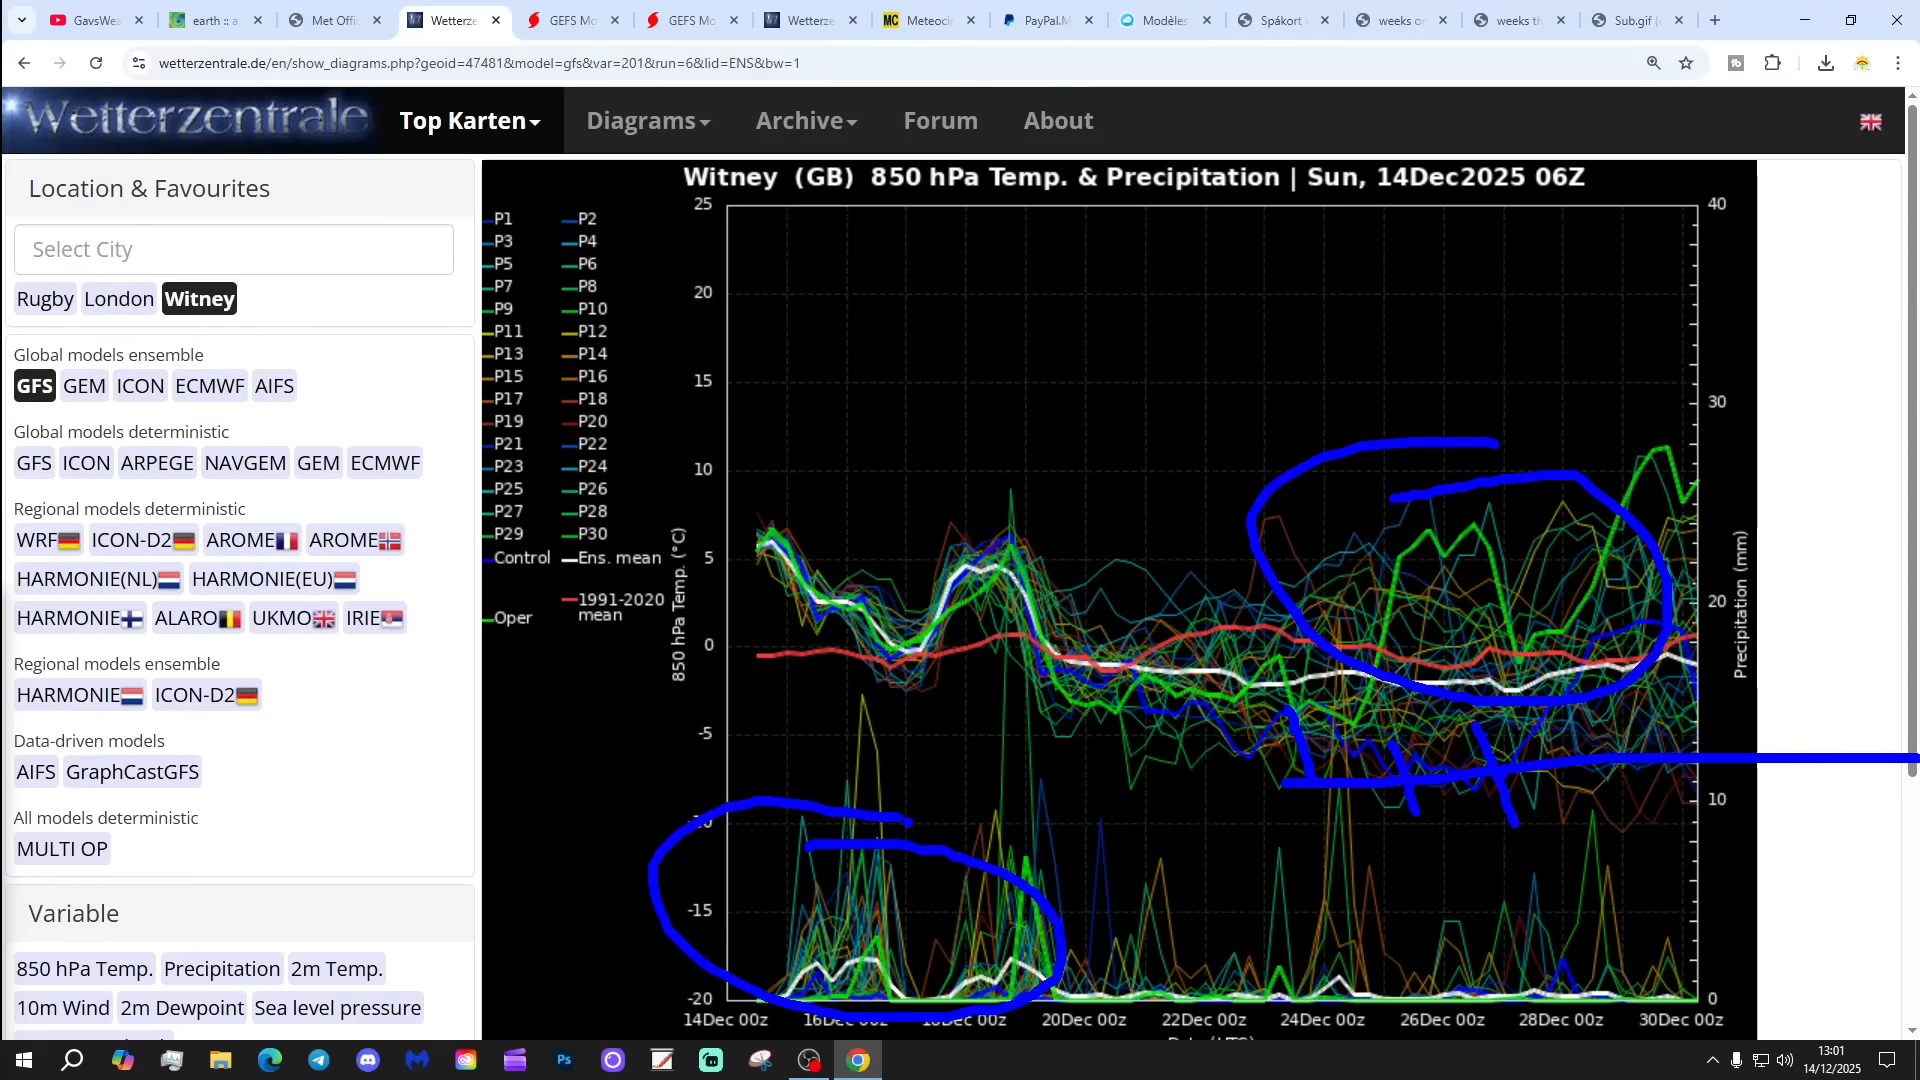 GavsWea
earth :: a
Met Offi
Wetterze
GEFS Mo
GEFS Mo
Wetterze
Meteocie
PayPal.M
Modèles
Spákort
weeks o
weeks th
Sub.gif (
wetterzentrale.de/en/show_diagrams.php?geoid=47481&model=gfs&var=201&run=6&lid=ENS&bw=1
Wetterzentrale Top Karten Diagrams Archive Forum About
Location & Favourites
Select City
Rugby London Witney
Global models ensemble
GFS GEM ICON ECMWF AIFS
Global models deterministic
GFS ICON ARPEGE NAVGEM GEM ECMWF
Regional models deterministic
WRF ICON-D2 AROME AROME
HARMONIE(NL) HARMONIE(EU)
HARMONIE ALARO UKMO IRIE
Regional models ensemble
HARMONIE ICON-D2
Data-driven models
AIFS GraphCastGFS
All models deterministic
MULTI OP
Variable
850 hPa Temp. Precipitation 2m Temp.
10m Wind 2m Dewpoint Sea level pressure
Witney (GB) 850 hPa Temp. & Precipitation | Sun, 14Dec2025 06Z
P1 P2
P3 P4
P5 P6
P7 P8
P9 P10
P11 P12
P13 P14
P15 P16
P17 P18
P19 P20
P21 P22
P23 P24
P25 P26
P27 P28
P29 P30
Control Ens. mean
Oper 1991-2020 mean
850 hPa Temp. (°C)
25
20
15
10
5
0
-5
-10
-15
-20
40
30
20
10
0
Precipitation (mm)
14Dec 00z 16Dec 00z 18Dec 00z 20Dec 00z 22Dec 00z 24Dec 00z 26Dec 00z 28Dec 00z 30Dec 00z
13:01
14/12/2025